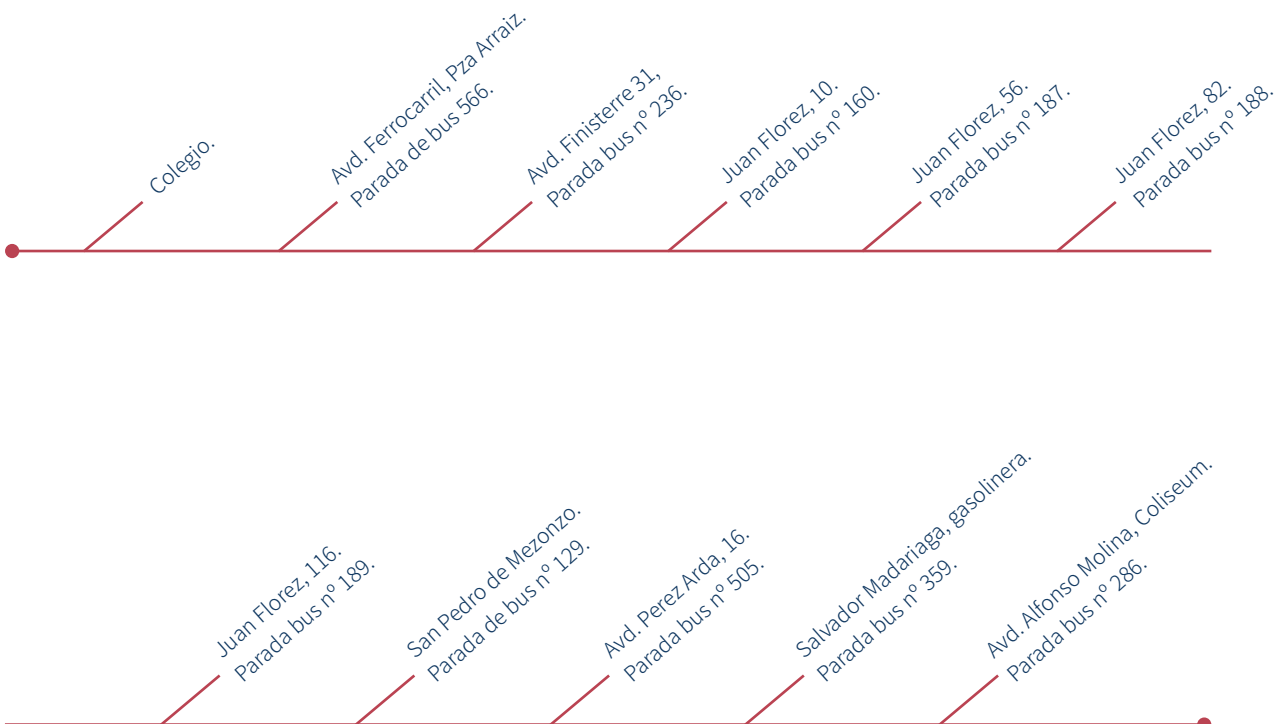 Colegio.
Avd. Ferrocarril, Pza Arraiz.
Parada de bus 566.
Avd. Finisterre 31,
Parada bus nº 236.
Juan Florez, 10.
Parada bus nº 160.
Juan Florez, 56.
Parada bus nº 187.
Juan Florez, 82.
Parada bus nº 188.
Juan Florez, 116.
Parada bus nº 189.
San Pedro de Mezonzo.
Parada de bus nº 129.
Avd. Perez Arda, 16.
Parada bus nº 505.
Salvador Madariaga, gasolinera.
Parada bus nº 359.
Avd. Alfonso Molina, Coliseum.
Parada bus nº 286.